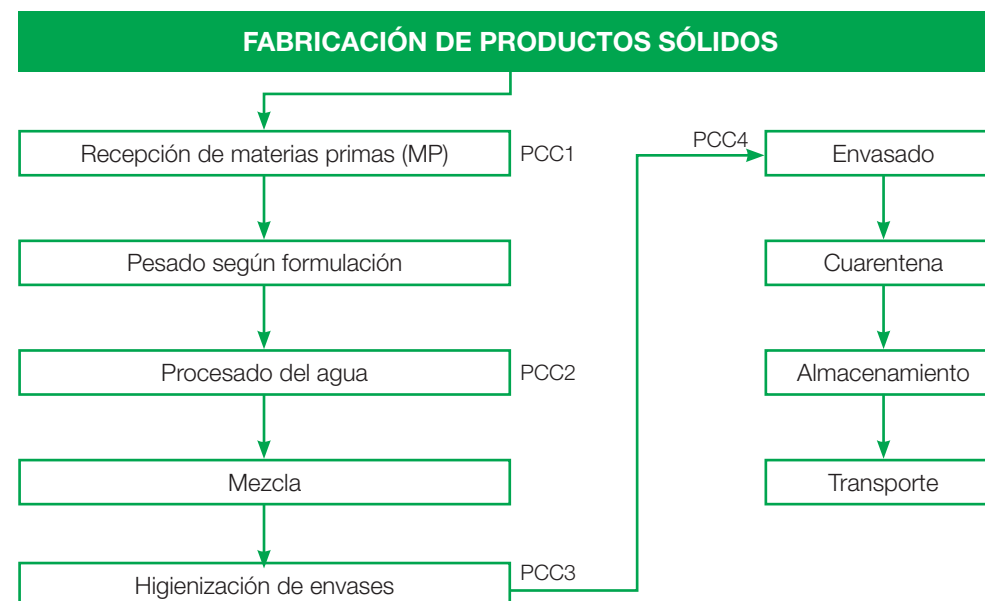 FABRICACIÓN DE PRODUCTOS SÓLIDOS
Recepción de materias primas (MP)
PCC1
Pesado según formulación
Procesado del agua
PCC2
Mezcla
Higienización de envases
PCC3
PCC4
Envasado
Cuarentena
Almacenamiento
Transporte